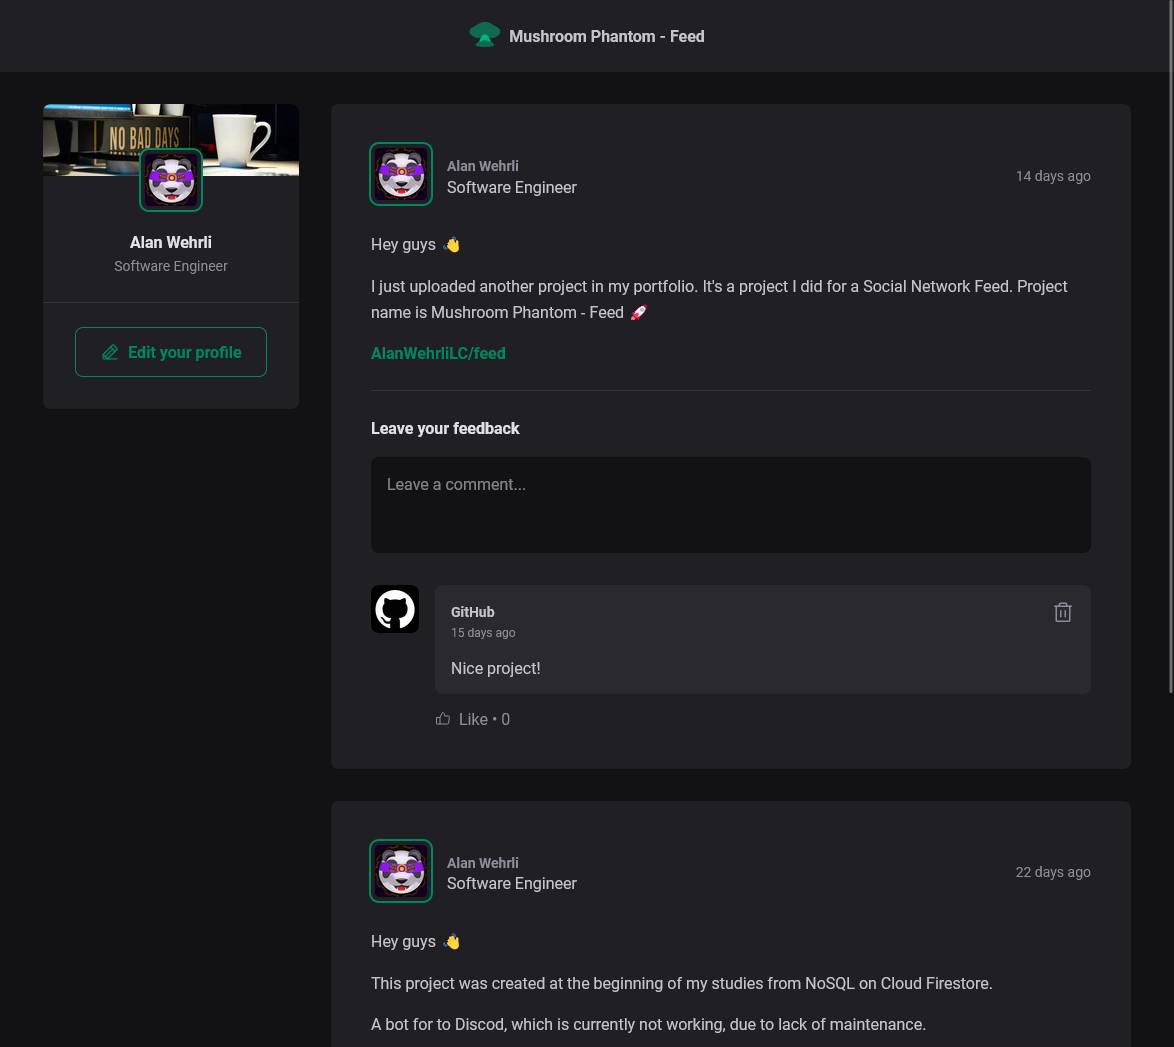 Mushroom Phantom - Feed
NO BAD DAYS
Alan Wehrli
Software Engineer
Edit your profile
Alan Wehrli
Software Engineer
14 days ago
Hey guys 👋
I just uploaded another project in my portfolio. It's a project I did for a Social Network Feed. Project
name is Mushroom Phantom - Feed 🚀
AlanWehrliLC/feed
Leave your feedback
Leave a comment...
GitHub
15 days ago
Nice project!
Like • 0
Alan Wehrli
Software Engineer
22 days ago
Hey guys 👋
This project was created at the beginning of my studies from NoSQL on Cloud Firestore.
A bot for to Discod, which is currently not working, due to lack of maintenance.